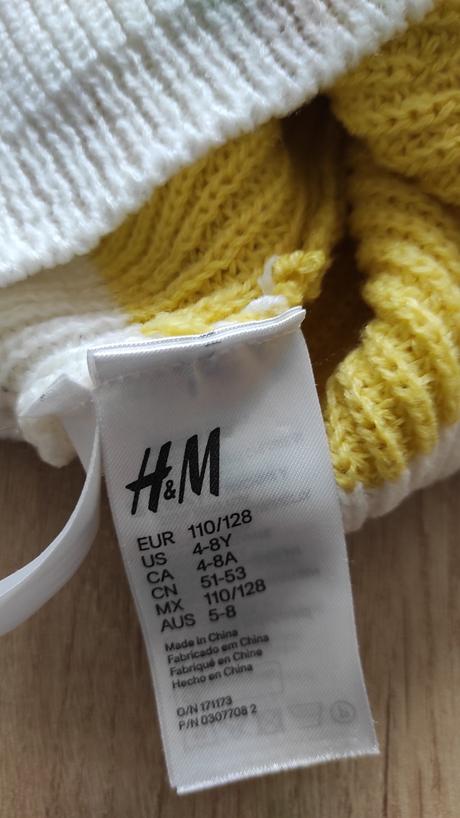 H&M
EUR 110/128
US 4-8Y
CA 4-8A
CN 51-53
MX 110/128
AUS 5-8
Made in China
Fabricado em China
Fabriqué en Chine
Hecho en China
O/N 171173
P/N 0307708 2